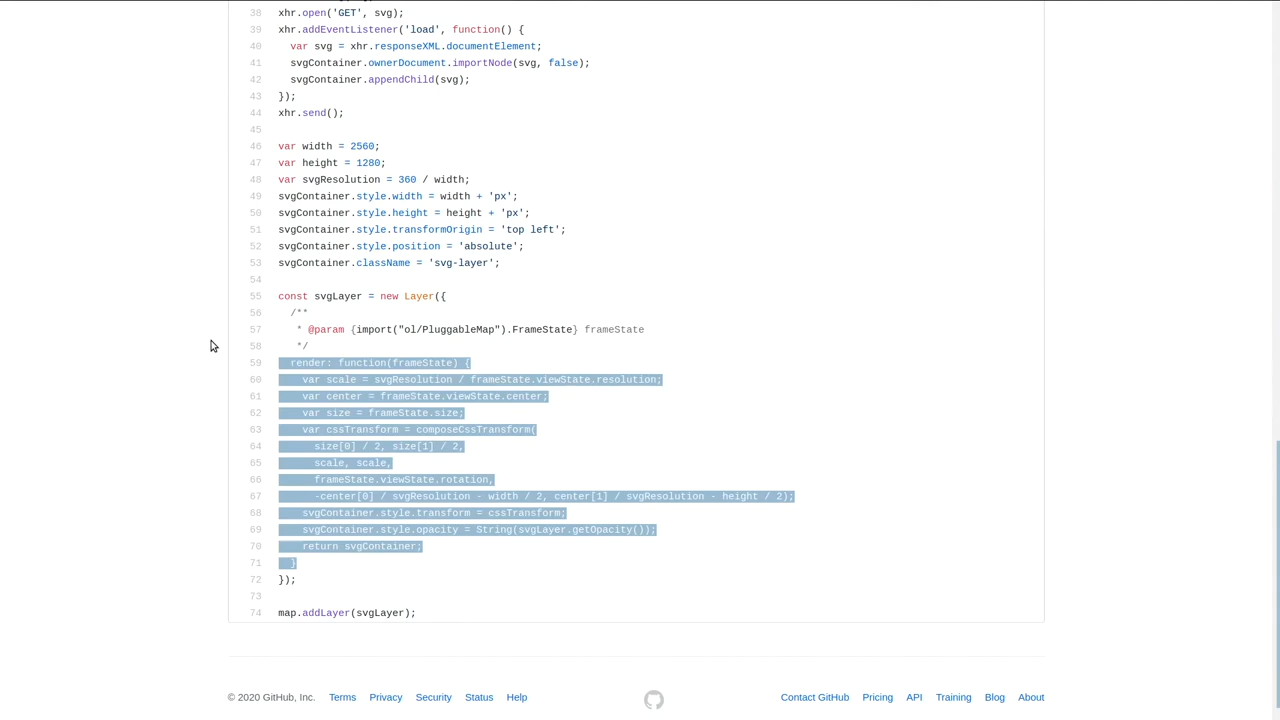 38 xhr.open('GET', svg);
39 xhr.addEventListener('load', function() {
40   var svg = xhr.responseXML.documentElement;
41   svgContainer.ownerDocument.importNode(svg, false);
42   svgContainer.appendChild(svg);
43 });
44 xhr.send();
45
46 var width = 2560;
47 var height = 1280;
48 var svgResolution = 360 / width;
49 svgContainer.style.width = width + 'px';
50 svgContainer.style.height = height + 'px';
51 svgContainer.style.transformOrigin = 'top left';
52 svgContainer.style.position = 'absolute';
53 svgContainer.className = 'svg-layer';
54
55 const svgLayer = new Layer({
56   /**
57    * @param {import("ol/PluggableMap").FrameState} frameState
58    */
59   render: function(frameState) {
60     var scale = svgResolution / frameState.viewState.resolution;
61     var center = frameState.viewState.center;
62     var size = frameState.size;
63     var cssTransform = composeCssTransform(
64       size[0] / 2, size[1] / 2,
65       scale, scale,
66       frameState.viewState.rotation,
67       -center[0] / svgResolution - width / 2, center[1] / svgResolution - height / 2);
68     svgContainer.style.transform = cssTransform;
69     svgContainer.style.opacity = String(svgLayer.getOpacity());
70     return svgContainer;
71   }
72 });
73
74 map.addLayer(svgLayer);
© 2020 GitHub, Inc. Terms Privacy Security Status Help Contact GitHub Pricing API Training Blog About